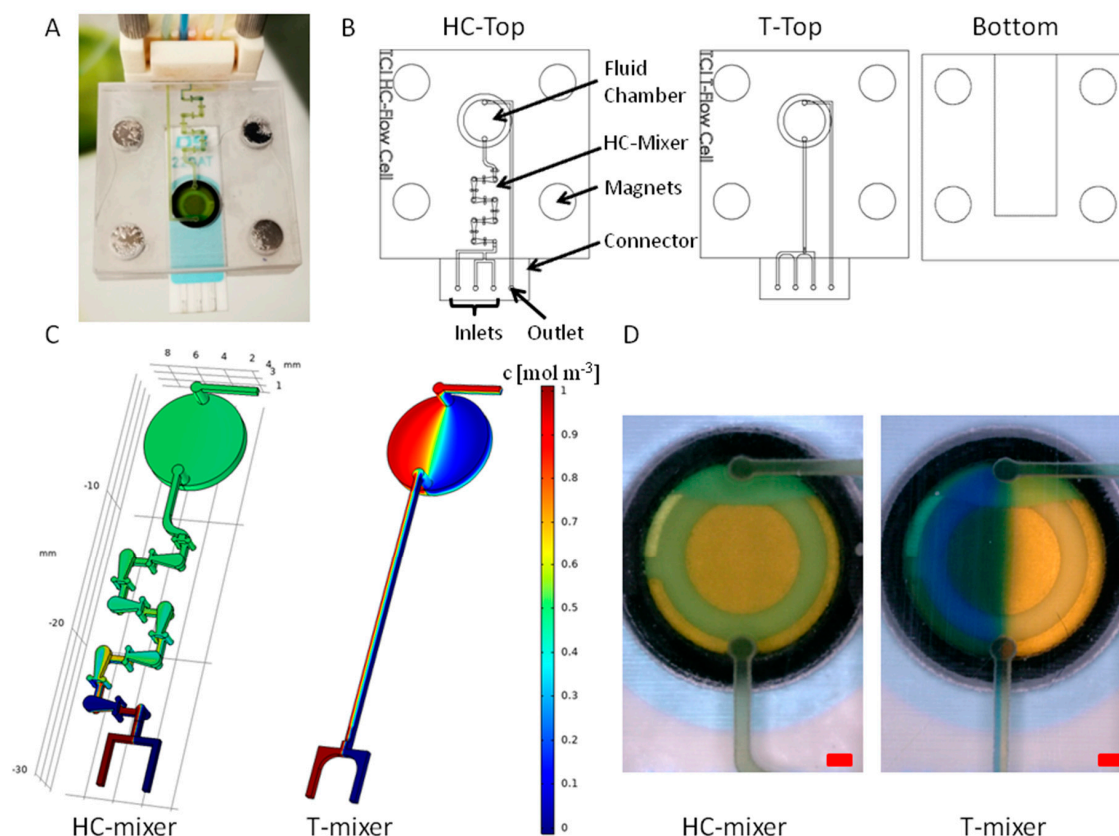 A
B
HC-Top
T-Top
Bottom
TCI HC-Flow Cell
TCI T-Flow Cell
Fluid
Chamber
HC-Mixer
Magnets
Connector
Inlets
Outlet
C
8
6
4
2
mm
4
3
1
-10
mm
-20
-30
HC-mixer
T-mixer
c [mol m⁻³]
1
0.9
0.8
0.7
0.6
0.5
0.4
0.3
0.2
0.1
0
D
HC-mixer
T-mixer